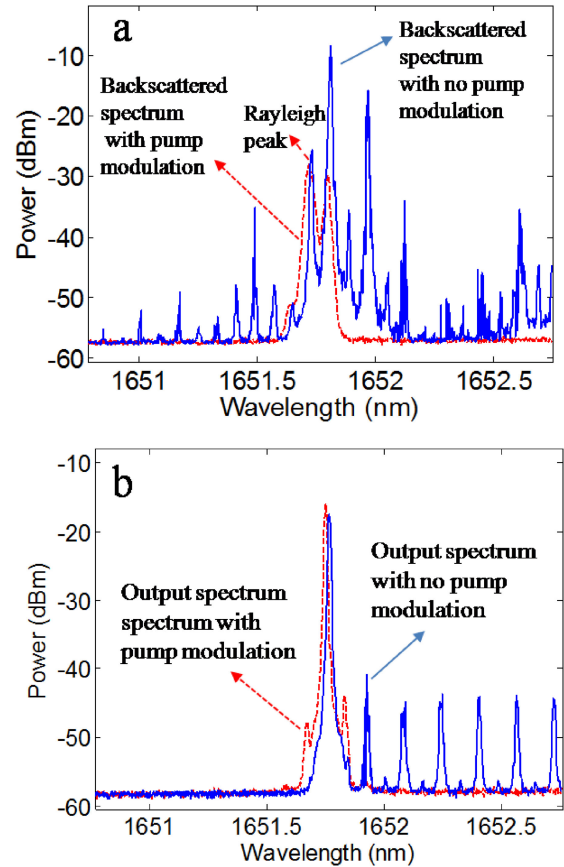 a
Backscattered
spectrum
with no pump
modulation
Backscattered
spectrum
with pump
modulation
Rayleigh
peak
Power (dBm)
-10
-20
-30
-40
-50
-60
1651
1651.5
1652
1652.5
Wavelength (nm)
b
Output spectrum
with no pump
modulation
Output spectrum
spectrum with
pump modulation
Power (dBm)
-10
-20
-30
-40
-50
-60
1651
1651.5
1652
1652.5
Wavelength (nm)